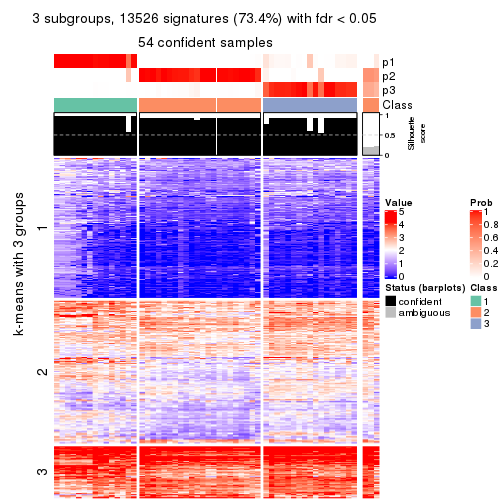 3 subgroups, 13526 signatures (73.4%) with fdr < 0.05
54 confident samples
p1
p2
p3
Class
1
0.5
0
Silhouette
score
k-means with 3 groups
1
2
3
Value
5
4
3
2
1
0
Prob
1
0.8
0.6
0.4
0.2
0
Status (barplots)
confident
ambiguous
Class
1
2
3